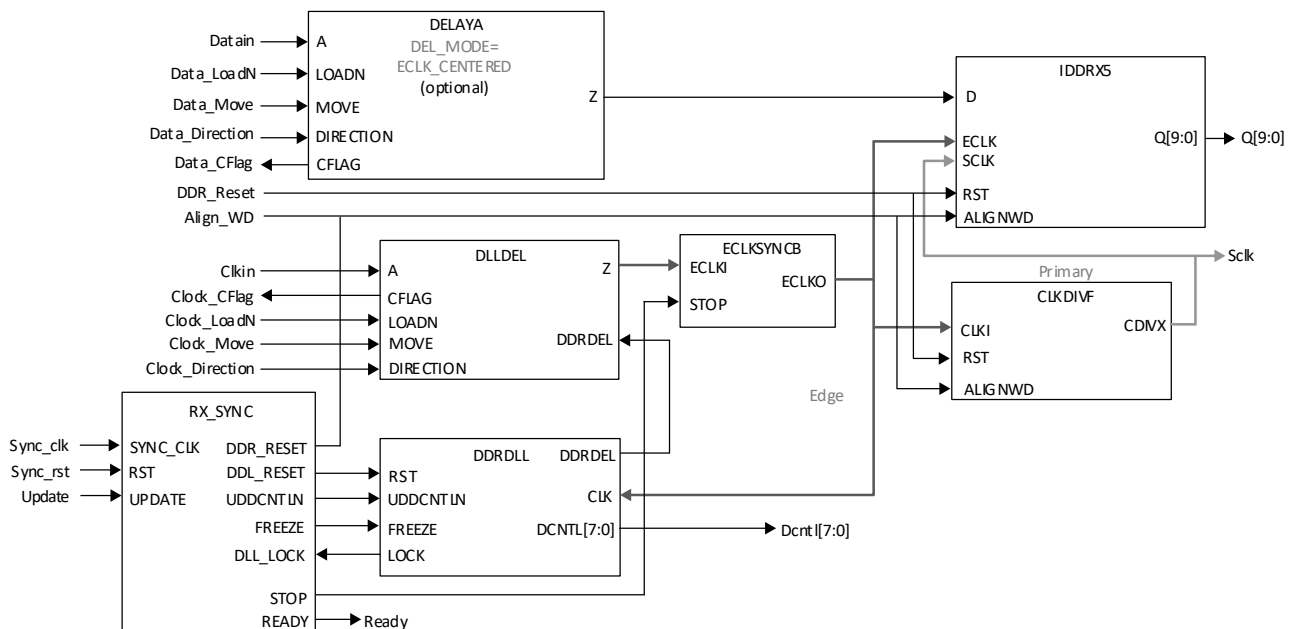 DELAYA
DEL_MODE=
ECLK_CENTERED
(optional)
Datain
A
Data_LoadN
LOADN
Data_Move
MOVE
Data_Direction
DIRECTION
Data_CFlag
CFLAG
Z
IDDRX5
D
ECLK
SCLK
RST
ALIGNWD
Q[9:0]
Q[9:0]
DDR_Reset
Align_WD
DLLDEL
Clkin
A
Clock_CFlag
CFLAG
Clock_LoadN
LOADN
Clock_Move
MOVE
Clock_Direction
DIRECTION
Z
DDRDEL
ECLKSYNCB
ECLKI
STOP
ECLKO
Sclk
Primary
CLKDIVF
CLKI
RST
ALIGNWD
CDIVX
Edge
RX_SYNC
Sync_clk
SYNC_CLK
Sync_rst
RST
Update
UPDATE
DDR_RESET
DDL_RESET
UDDCNTLN
FREEZE
DLL_LOCK
STOP
READY
Ready
DDRDLL
RST
UDDCNTLN
FREEZE
LOCK
DDRDEL
CLK
DCNTL[7:0]
Dcntl[7:0]